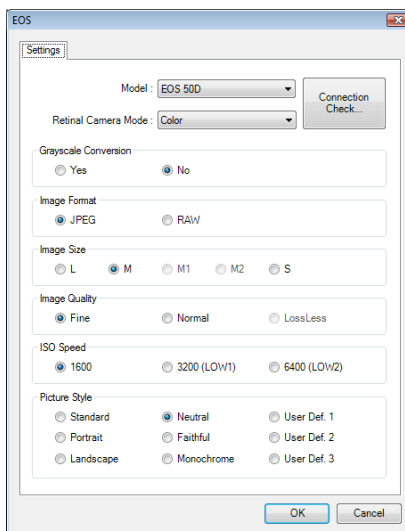 EOS
Settings
Model : EOS 50D
Connection
Check...
Retinal Camera Mode : Color
Grayscale Conversion
Yes No
Image Format
JPEG RAW
Image Size
L M M1 M2 S
Image Quality
Fine Normal LossLess
ISO Speed
1600 3200 (LOW1) 6400 (LOW2)
Picture Style
Standard Neutral User Def. 1
Portrait Faithful User Def. 2
Landscape Monochrome User Def. 3
OK Cancel